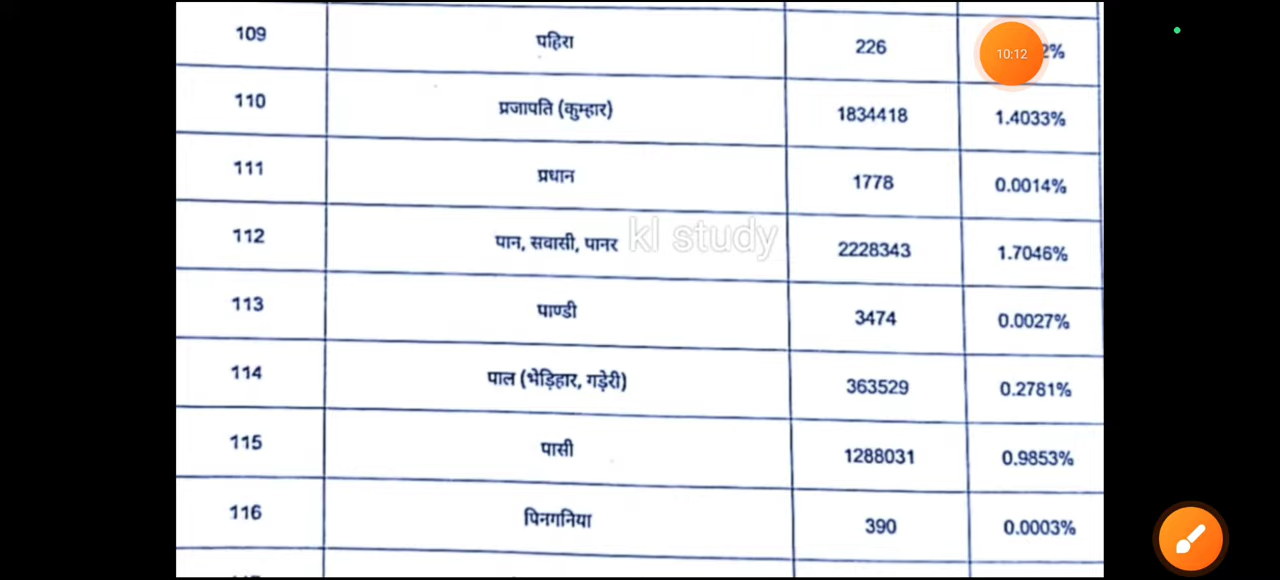 109 पहिरा 226 2%
10:12
110 प्रजापति (कुम्हार) 1834418 1.4033%
111 प्रधान 1778 0.0014%
112 पान, सवासी, पानर 2228343 1.7046%
kl study
113 पाण्डी 3474 0.0027%
114 पाल (भेड़िहार, गड़ेरी) 363529 0.2781%
115 पासी 1288031 0.9853%
116 पिनगनिया 390 0.0003%